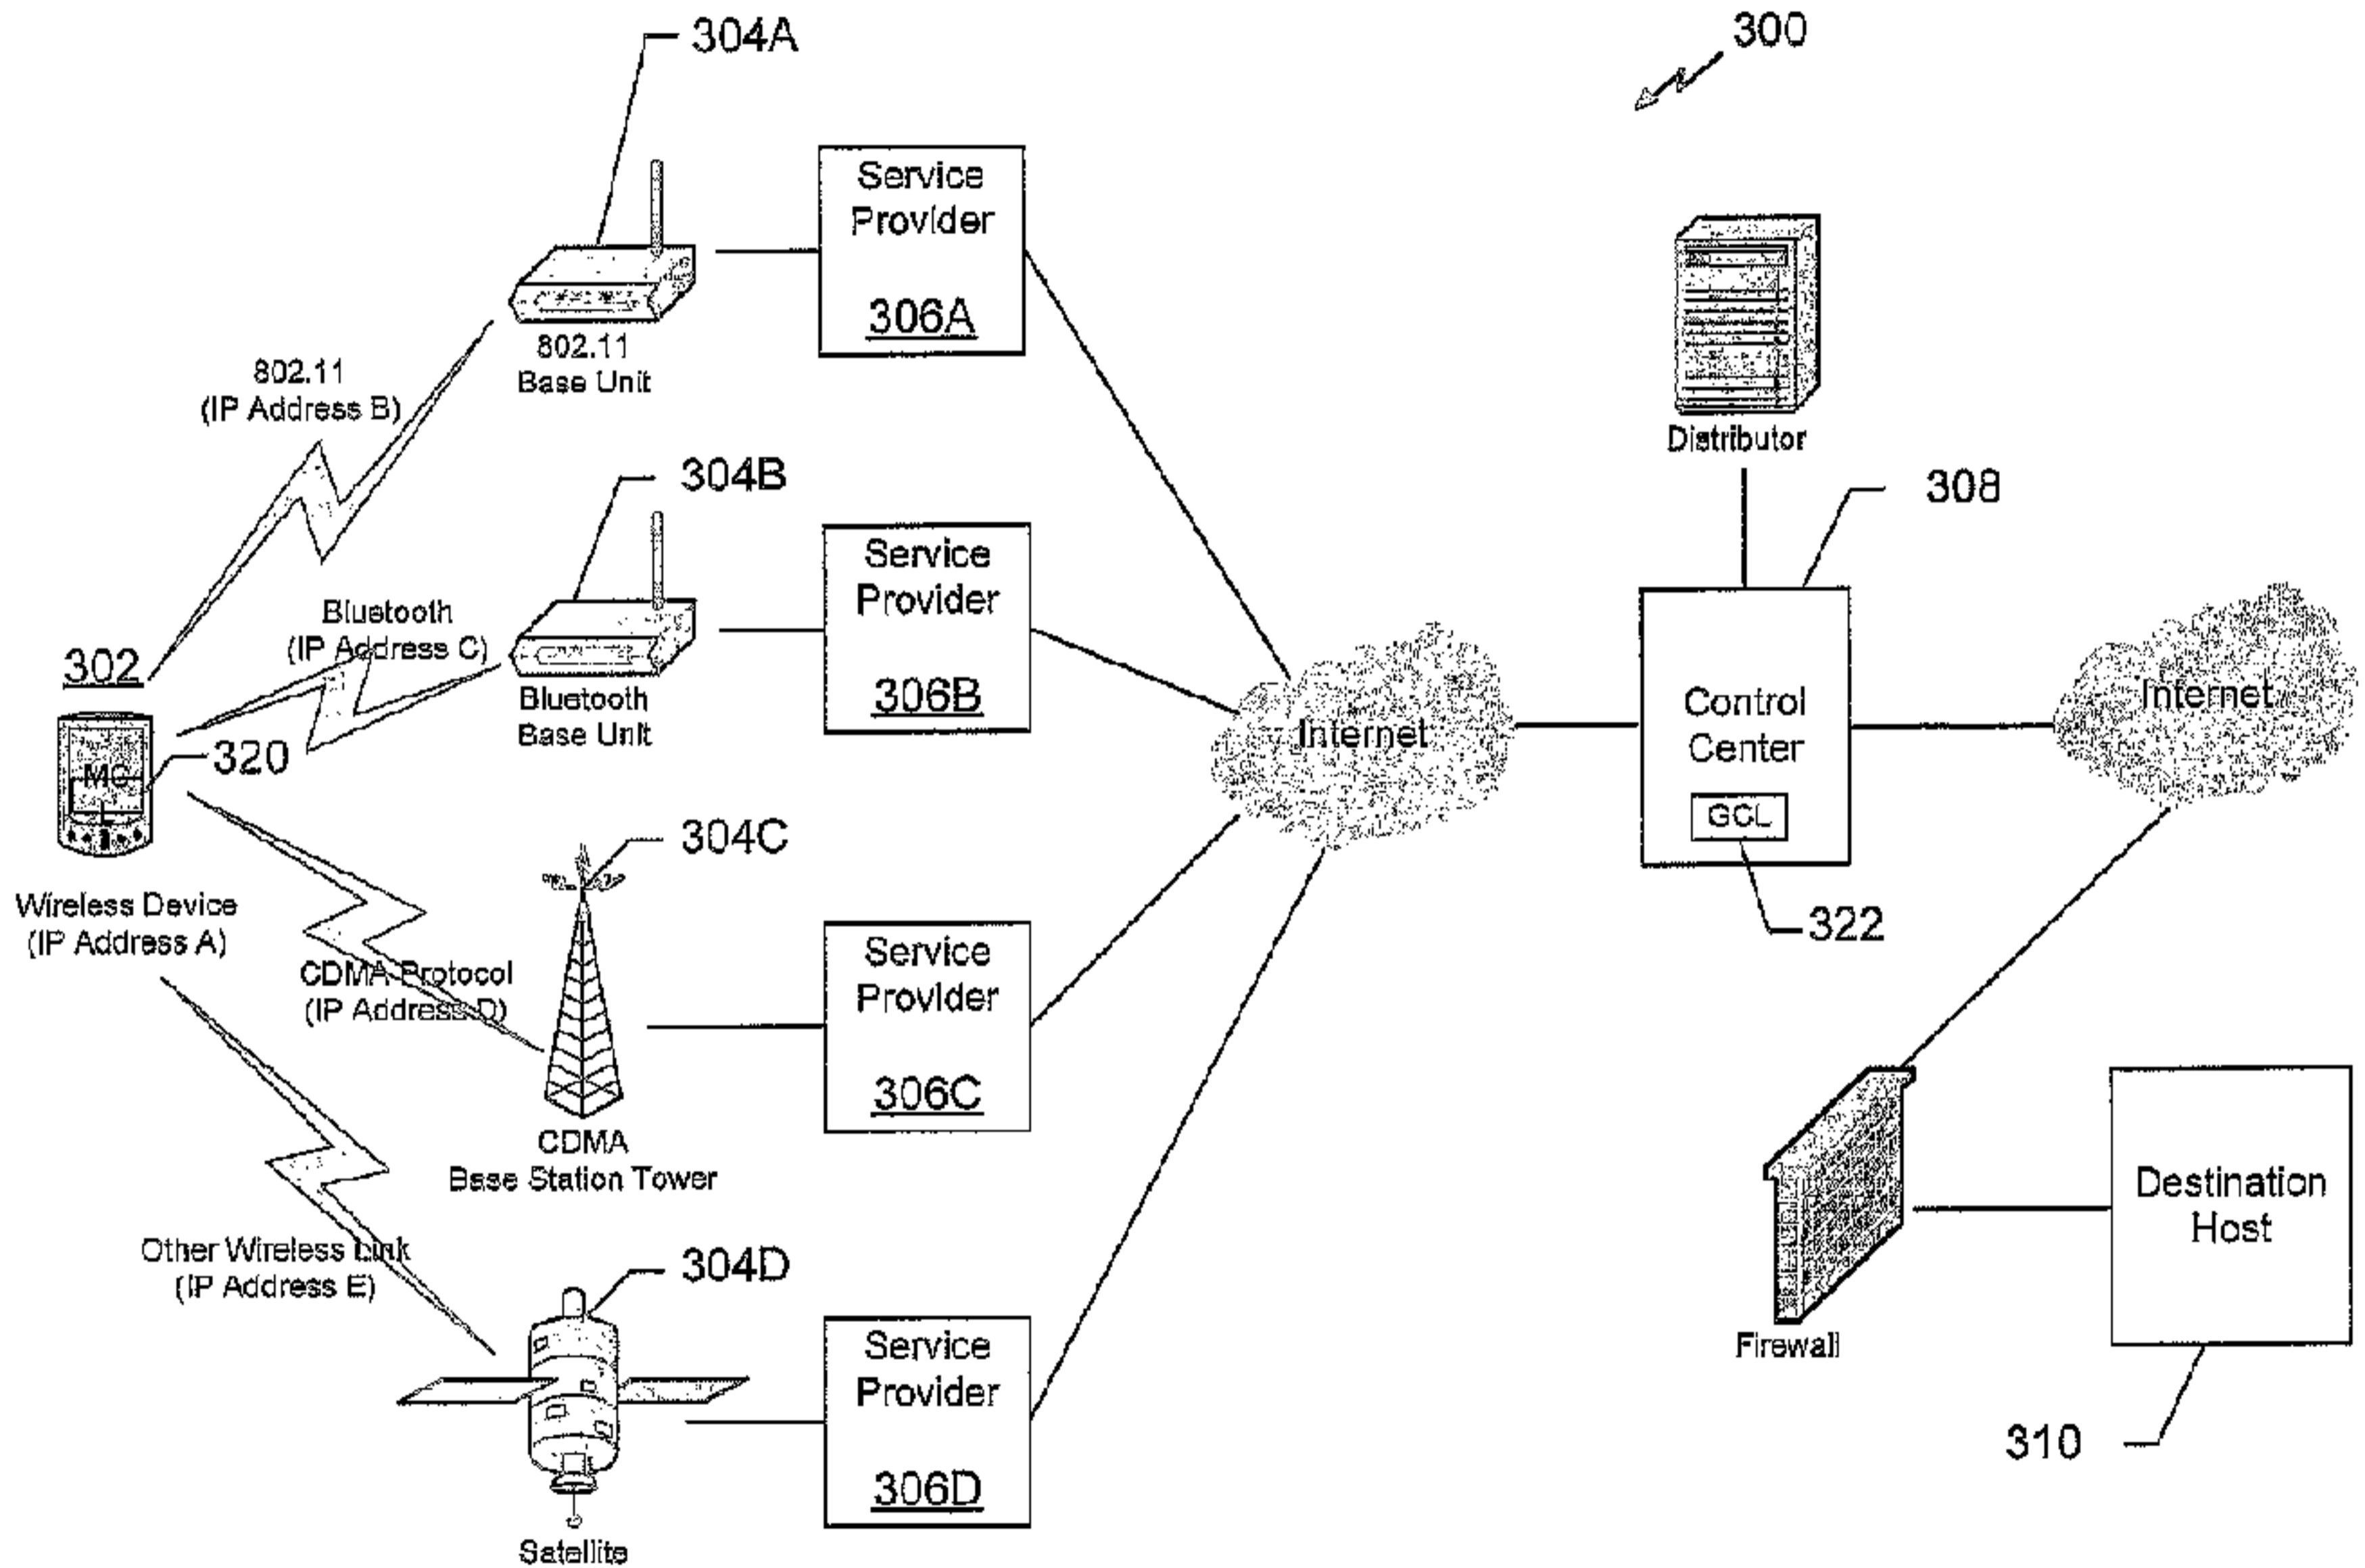 304A
300
Service
Provider
306A
802.11
Base Unit
802.11
(IP Address B)
Distributor
304B
308
Service
Provider
306B
Bluetooth
(IP Address C)
302
Bluetooth
Base Unit
Internet
Control
Center
Internet
MC
L
320
GCL
304C
322
Wireless Device
(IP Address A)
CDMA Protocol
(IP Address D)
Service
Provider
306C
CDMA
Base Station Tower
Destination
Host
Other Wireless Link
(IP Address E)
304D
Firewall
Service
Provider
306D
310
Satellite